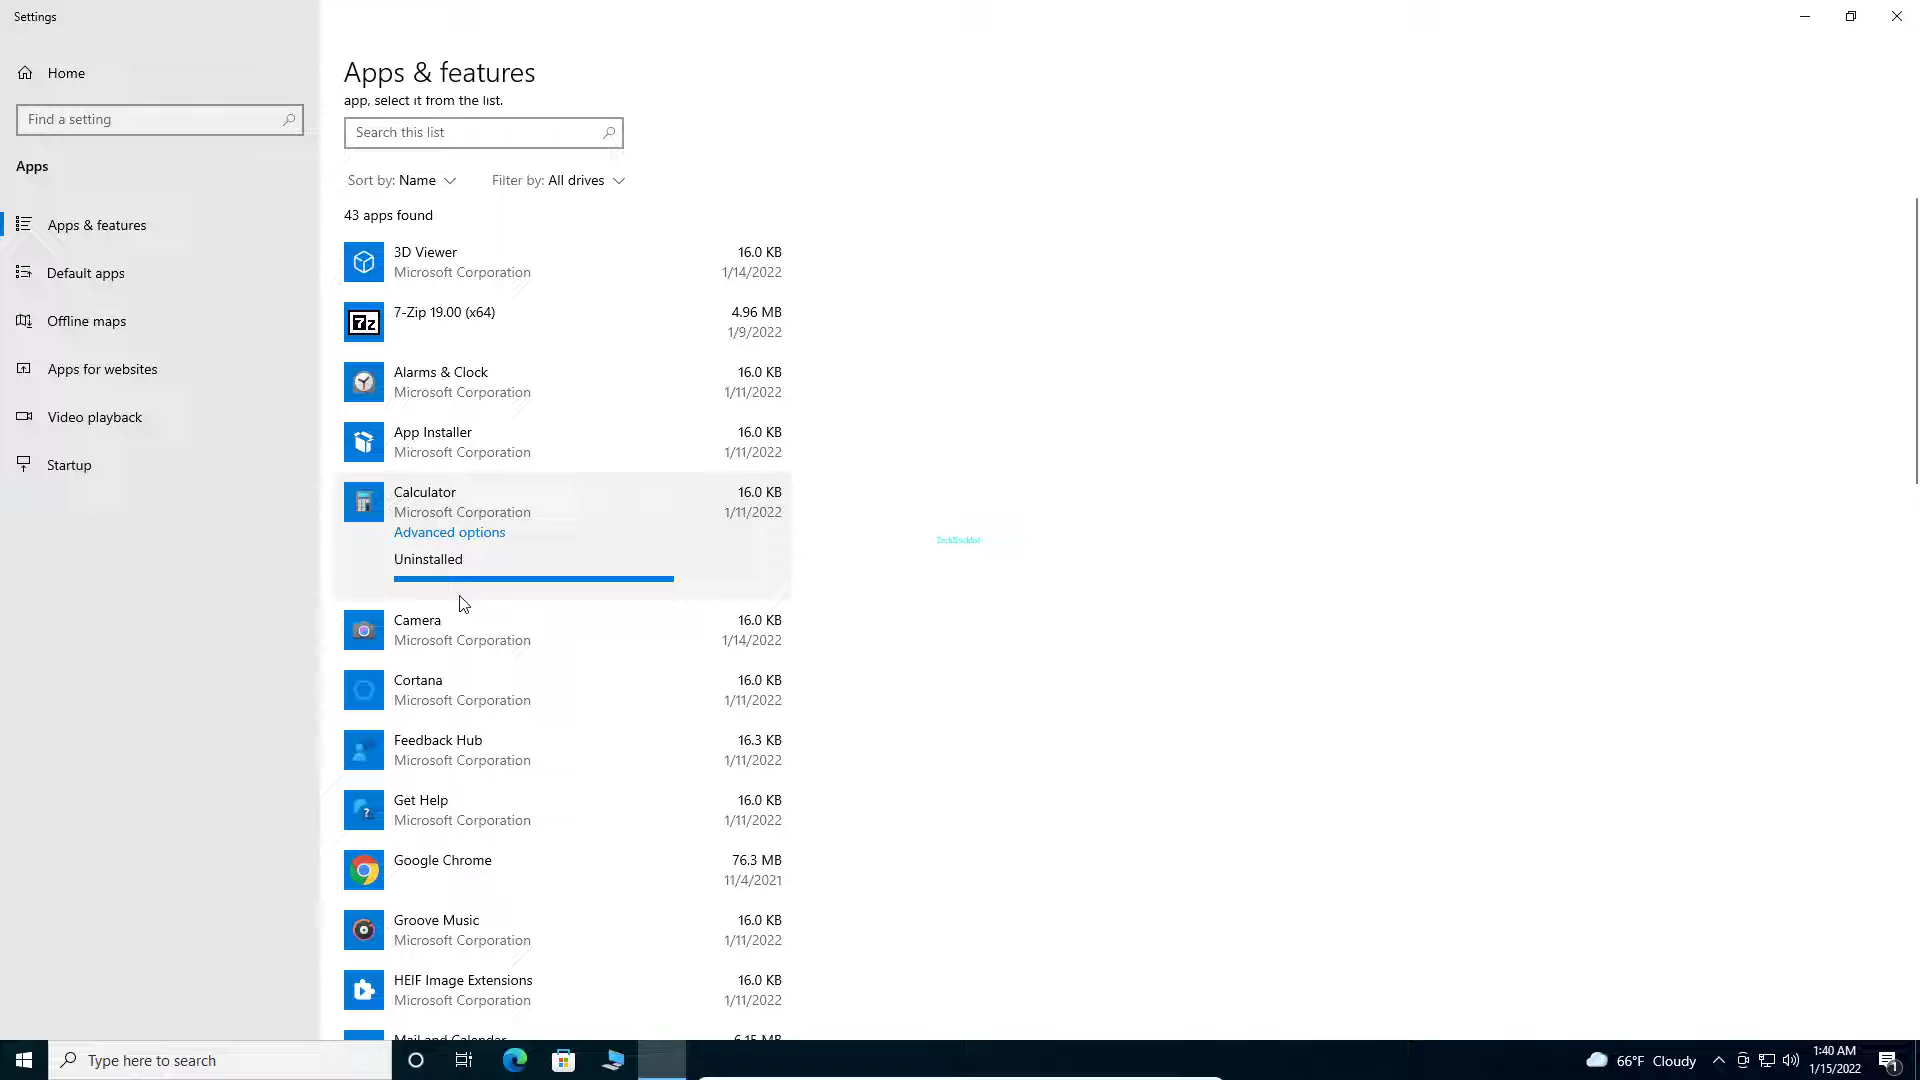 Settings
Home
Find a setting
Apps
Apps & features
Default apps
Offline maps
Apps for websites
Video playback
Startup
Apps & features
app, select it from the list.
Search this list
Sort by: Name
Filter by: All drives
43 apps found
3D Viewer 16.0 KB
Microsoft Corporation 1/14/2022
7-Zip 19.00 (x64) 4.96 MB
1/9/2022
Alarms & Clock 16.0 KB
Microsoft Corporation 1/11/2022
App Installer 16.0 KB
Microsoft Corporation 1/11/2022
Calculator 16.0 KB
Microsoft Corporation 1/11/2022
Advanced options
Uninstalled
Camera 16.0 KB
Microsoft Corporation 1/14/2022
Cortana 16.0 KB
Microsoft Corporation 1/11/2022
Feedback Hub 16.3 KB
Microsoft Corporation 1/11/2022
Get Help 16.0 KB
Microsoft Corporation 1/11/2022
Google Chrome 76.3 MB
11/4/2021
Groove Music 16.0 KB
Microsoft Corporation 1/11/2022
HEIF Image Extensions 16.0 KB
Microsoft Corporation 1/11/2022
Mail and Calendar 6.15 MB
Type here to search
66°F Cloudy
1:40 AM
1/15/2022
1